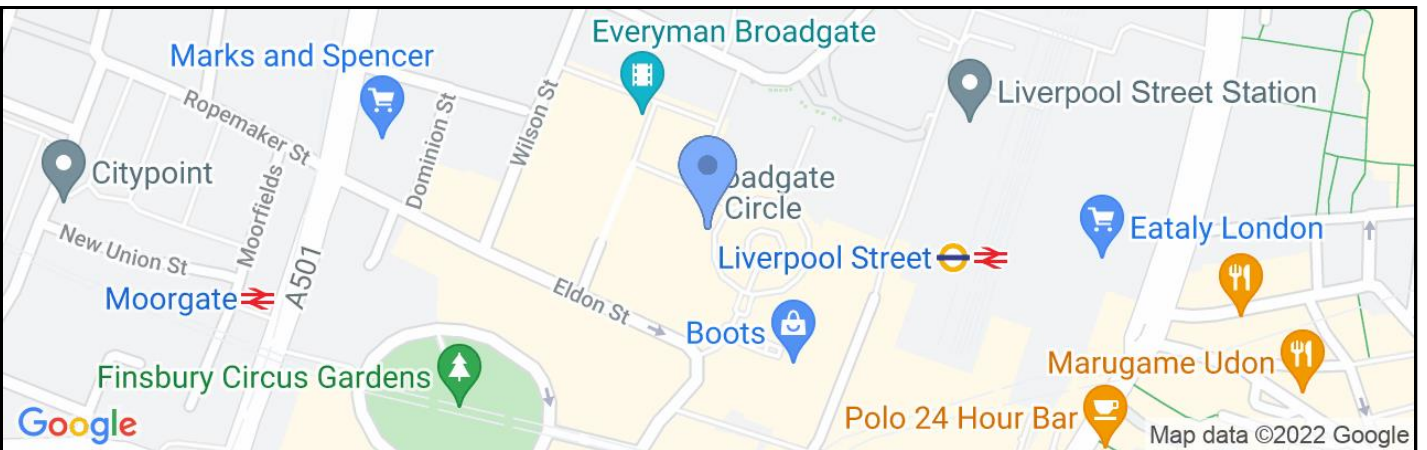 Everyman Broadgate
Marks and Spencer
Liverpool Street Station
Ropemaker St
Dominion St
Wilson St
Citypoint
Moorfields
Circle
New Union St
A501
Moorgate
Liverpool Street
Eataly London
Eldon St
Boots
Finsbury Circus Gardens
Marugame Udon
Polo 24 Hour Bar
Google
Map data ©2022 Google